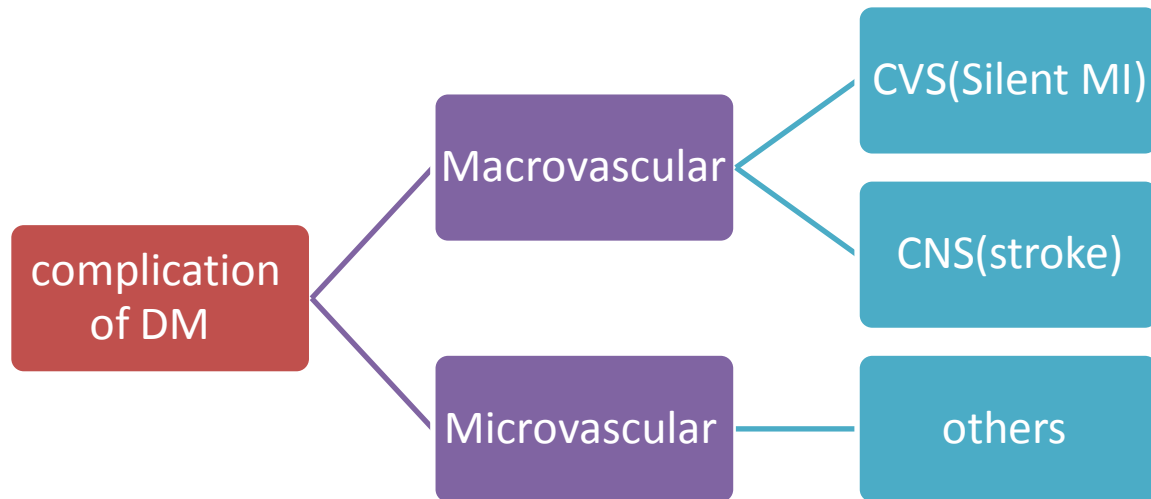 complication
of DM
Macrovascular
CVS(Silent MI)
CNS(stroke)
Microvascular
others